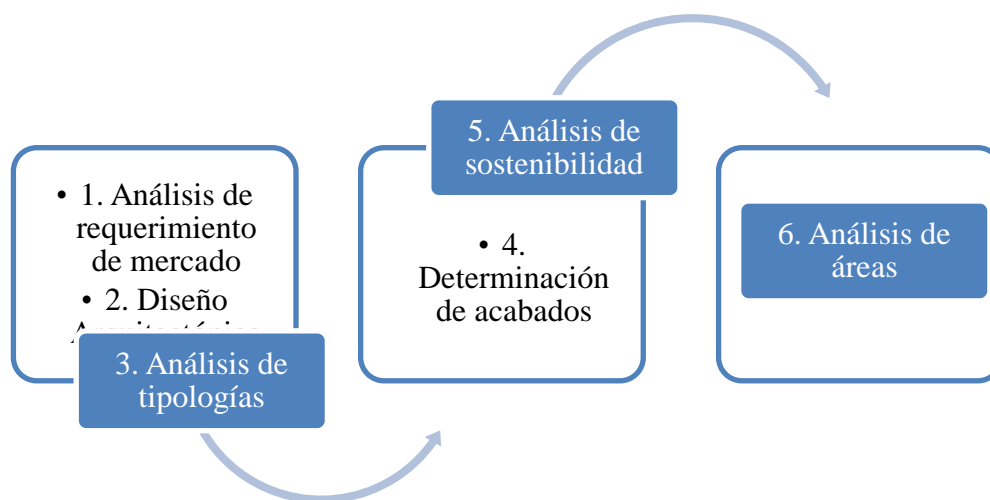 • 1. Análisis de
requerimiento
de mercado
• 2. Diseño
3. Análisis de
tipologías
5. Análisis de
sostenibilidad
• 4.
Determinación
de acabados
6. Análisis de
áreas